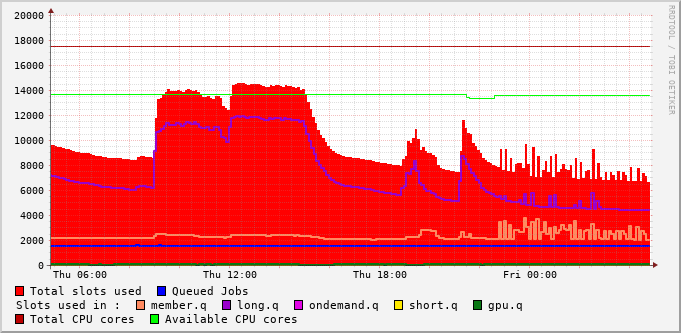 20000
18000
16000
14000
12000
10000
8000
6000
4000
2000
0
Thu 06:00 Thu 12:00 Thu 18:00 Fri 00:00
RRDTOOL / TOBI OETIKER
Total slots used Queued Jobs
Slots used in : member.q long.q ondemand.q short.q gpu.q
Total CPU cores Available CPU cores